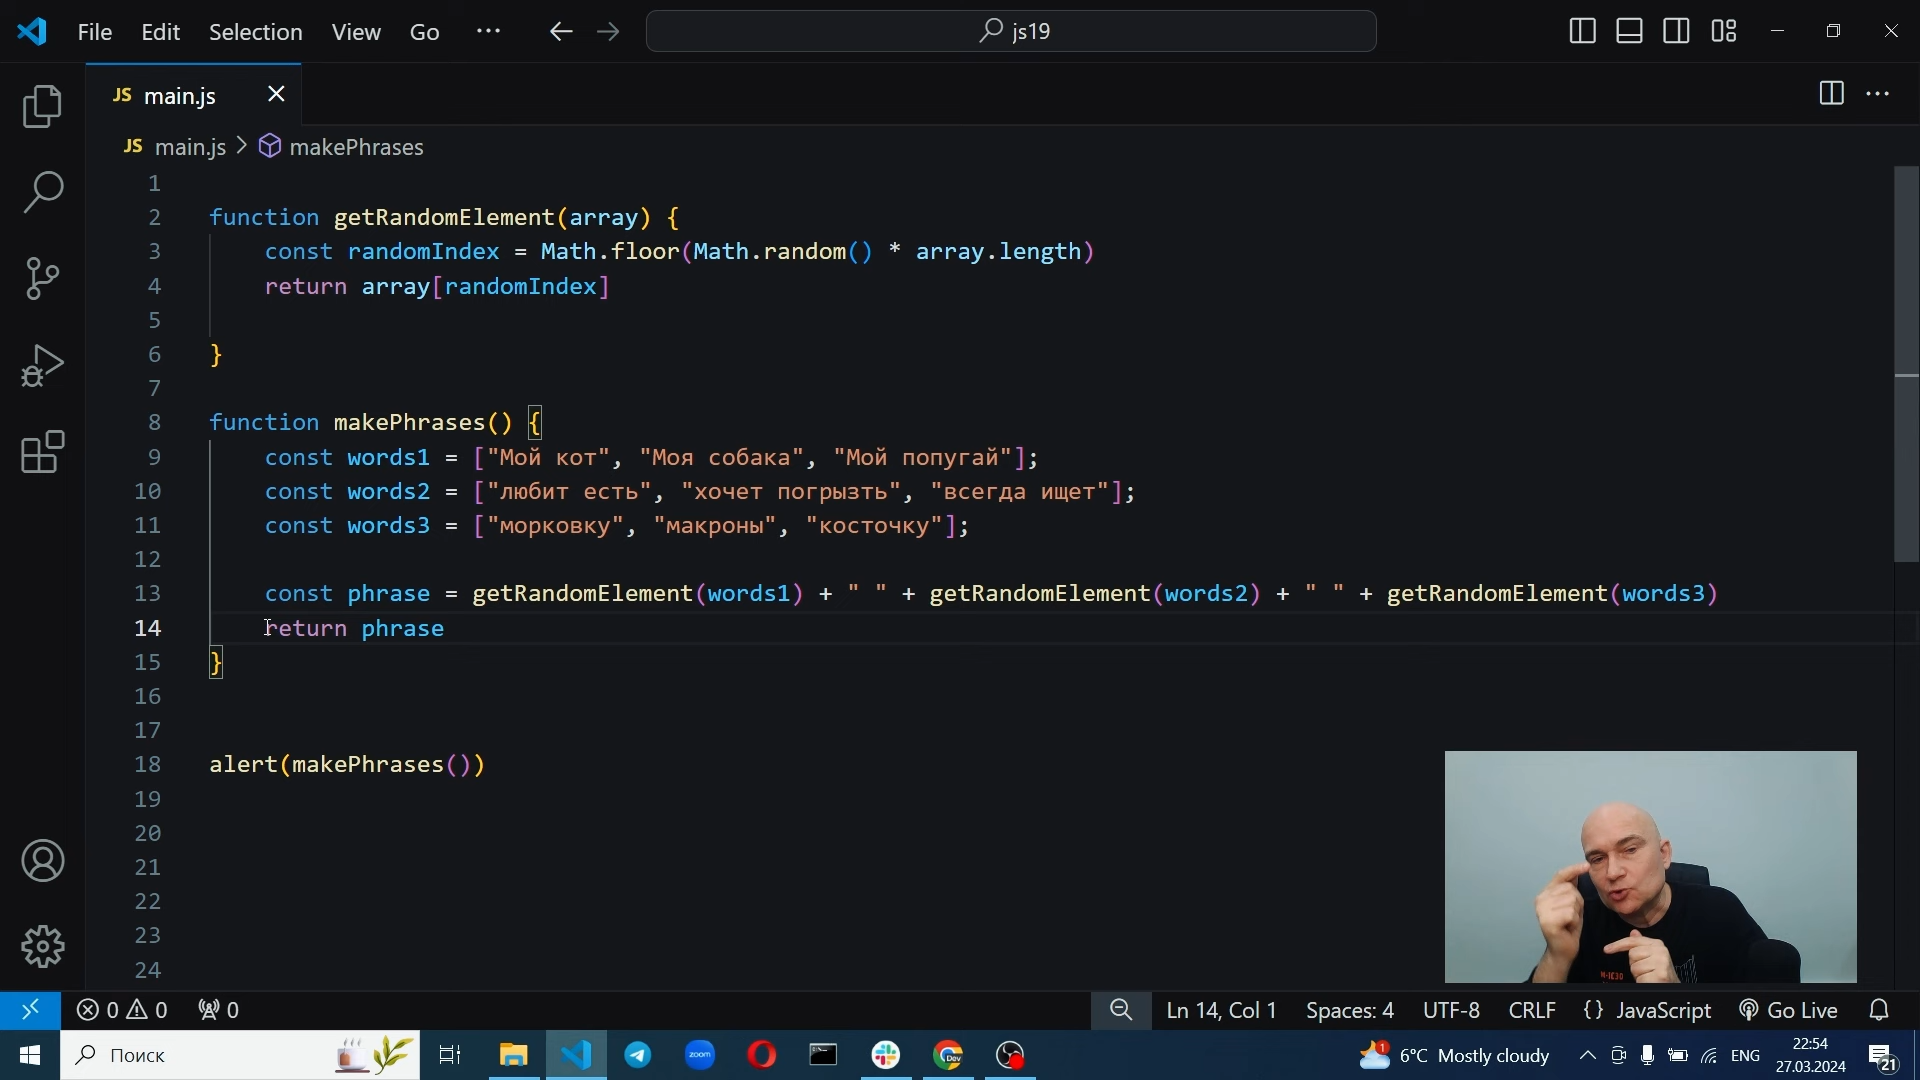 File Edit Selection View Go ··· js19
JS main.js
JS main.js > makePhrases
1
2 function getRandomElement(array) {
3 const randomIndex = Math.floor(Math.random() * array.length)
4 return array[randomIndex]
5
6 }
7
8 function makePhrases() {
9 const words1 = ["Мой кот", "Моя собака", "Мой попугай"];
10 const words2 = ["любит есть", "хочет погрызть", "всегда ищет"];
11 const words3 = ["морковку", "макроны", "косточку"];
12
13 const phrase = getRandomElement(words1) + " " + getRandomElement(words2) + " " + getRandomElement(words3)
14 return phrase
15 }
16
17
18 alert(makePhrases())
19
20
21
22
23
24
0 0 0 Ln 14, Col 1 Spaces: 4 UTF-8 CRLF {} JavaScript Go Live
Поиск zoom Dev 1 6°C Mostly cloudy ENG 22:54
27.03.2024 21